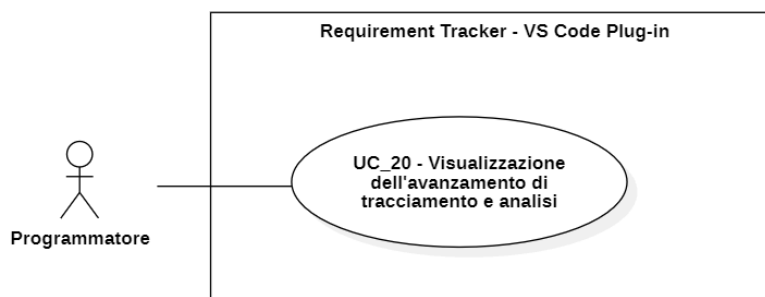 Requirement Tracker - VS Code Plug-in
UC_20 - Visualizzazione
dell'avanzamento di
tracciamento e analisi
Programmatore